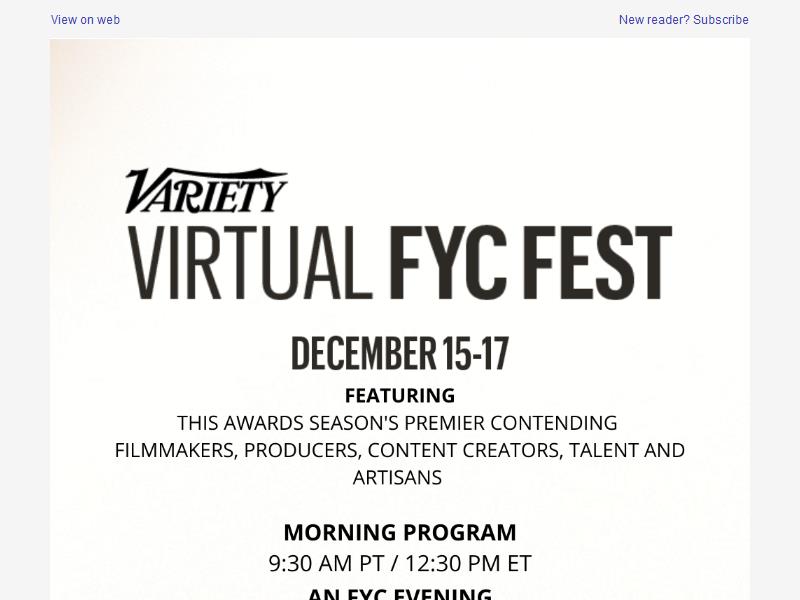 View on web
New reader? Subscribe
VARIETY
VIRTUAL FYC FEST
DECEMBER 15-17
FEATURING
THIS AWARDS SEASON'S PREMIER CONTENDING
FILMMAKERS, PRODUCERS, CONTENT CREATORS, TALENT AND
ARTISANS
MORNING PROGRAM
9:30 AM PT / 12:30 PM ET
AN FYC EVENING